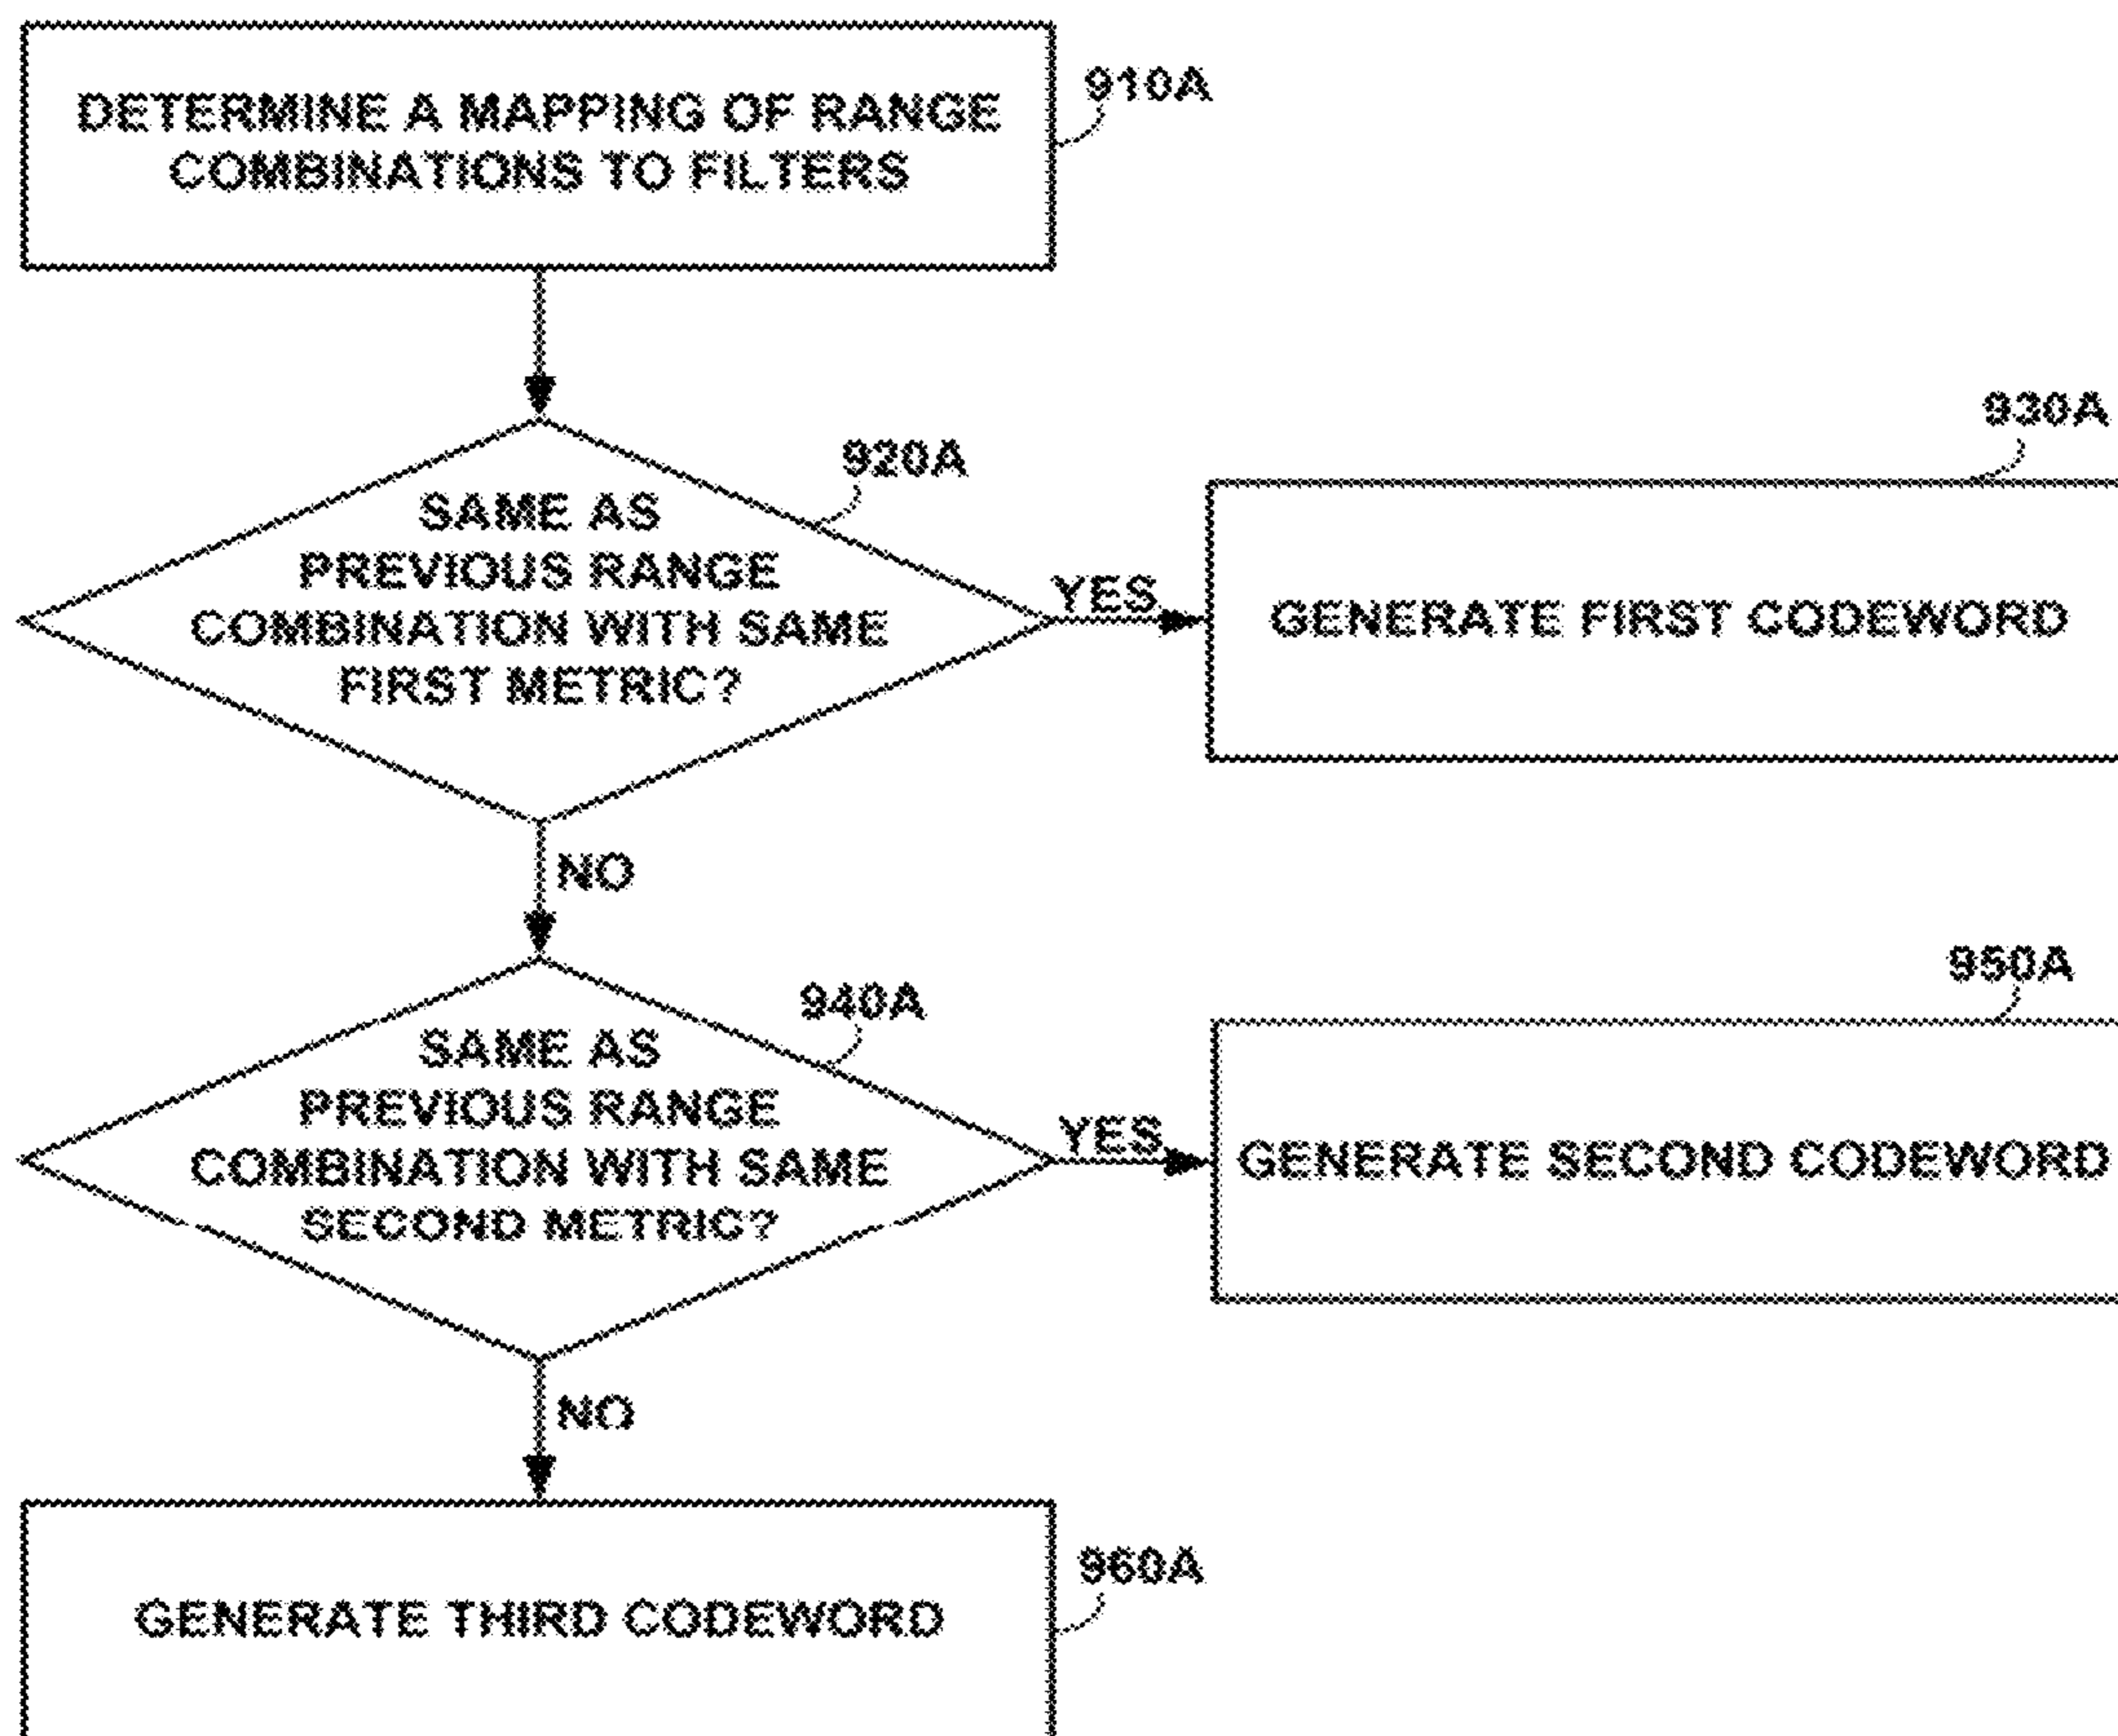 910A
DETERMINE A MAPPING OF RANGE
COMBINATIONS TO FILTERS
920A
SAME AS
PREVIOUS RANGE
COMBINATION WITH SAME
FIRST METRIC?
YES
930A
GENERATE FIRST CODEWORD
NO
940A
SAME AS
PREVIOUS RANGE
COMBINATION WITH SAME
SECOND METRIC?
YES
950A
GENERATE SECOND CODEWORD
NO
960A
GENERATE THIRD CODEWORD